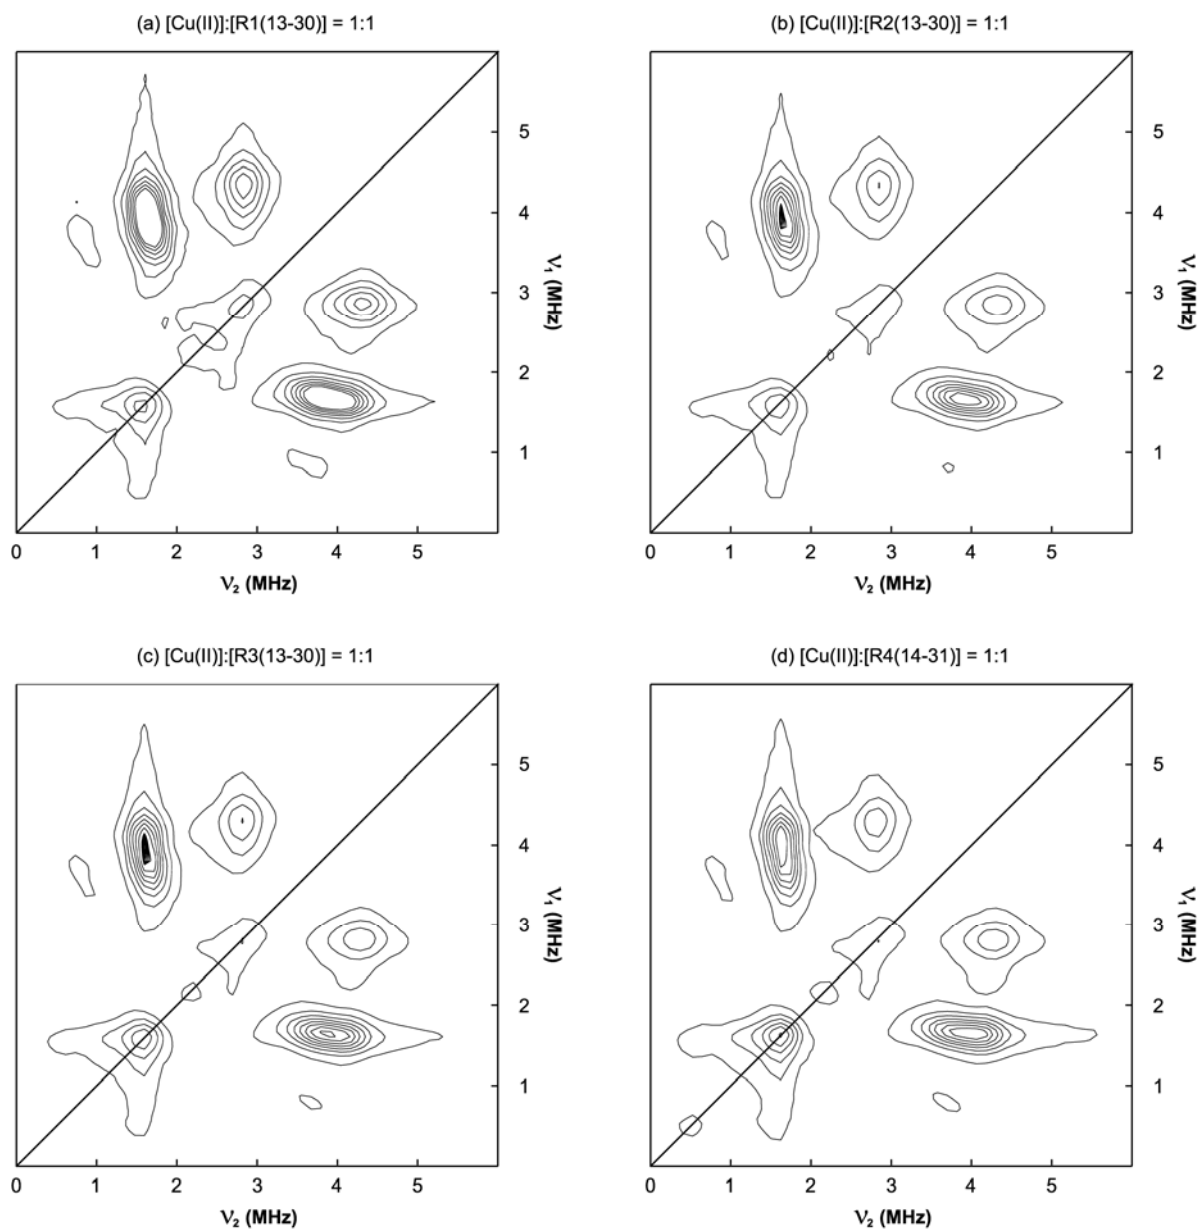 (a) [Cu(II)]:[R1(13-30)] = 1:1
(b) [Cu(II)]:[R2(13-30)] = 1:1
5
4
3
2
1
ν₁ (MHz)
0 1 2 3 4 5
ν₂ (MHz)
5
4
3
2
1
ν₁ (MHz)
0 1 2 3 4 5
ν₂ (MHz)
(c) [Cu(II)]:[R3(13-30)] = 1:1
(d) [Cu(II)]:[R4(14-31)] = 1:1
5
4
3
2
1
ν₁ (MHz)
0 1 2 3 4 5
ν₂ (MHz)
5
4
3
2
1
ν₁ (MHz)
0 1 2 3 4 5
ν₂ (MHz)